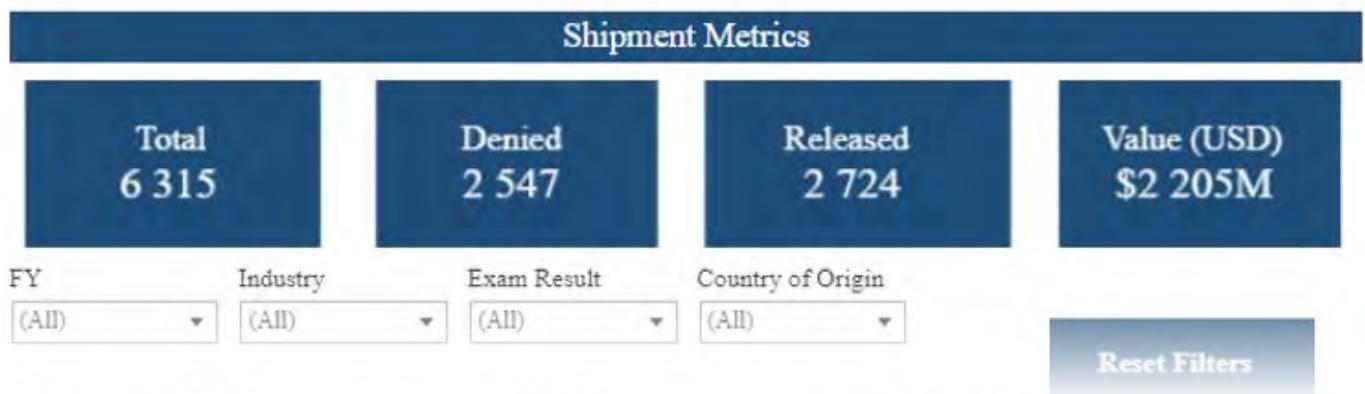 Shipment Metrics
Total
6 315
Denied
2 547
Released
2 724
Value (USD)
$2 205M
FY
(All)
Industry
(All)
Exam Result
(All)
Country of Origin
(All)
Reset Filters